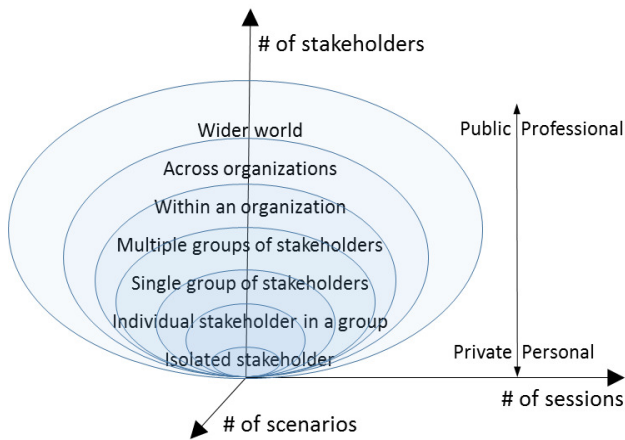 # of stakeholders
Wider world
Public Professional
Across organizations
Within an organization
Multiple groups of stakeholders
Single group of stakeholders
Individual stakeholder in a group
Private Personal
Isolated stakeholder
# of sessions
# of scenarios